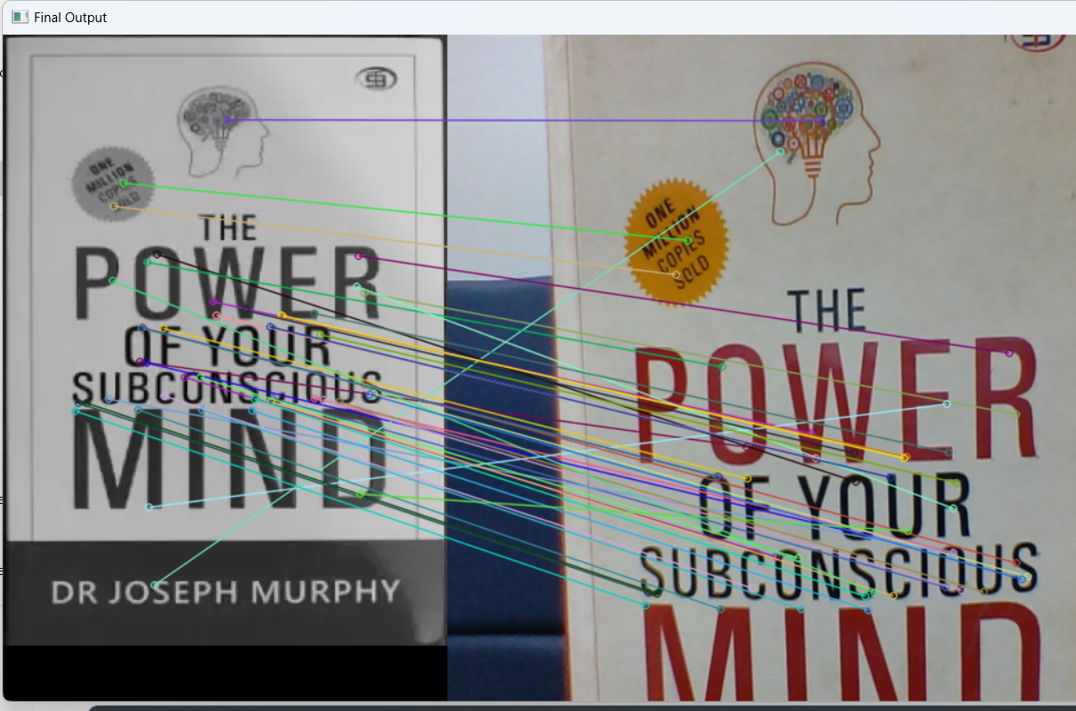 Final Output
ONE
MILLION
COPIES
SOLD
THE
POWER
OF YOUR
SUBCONSCIOUS
MIND
DR JOSEPH MURPHY
ONE
MILLION
COPIES
SOLD
THE
POWER
OF YOUR
SUBCONSCIOUS
MIND